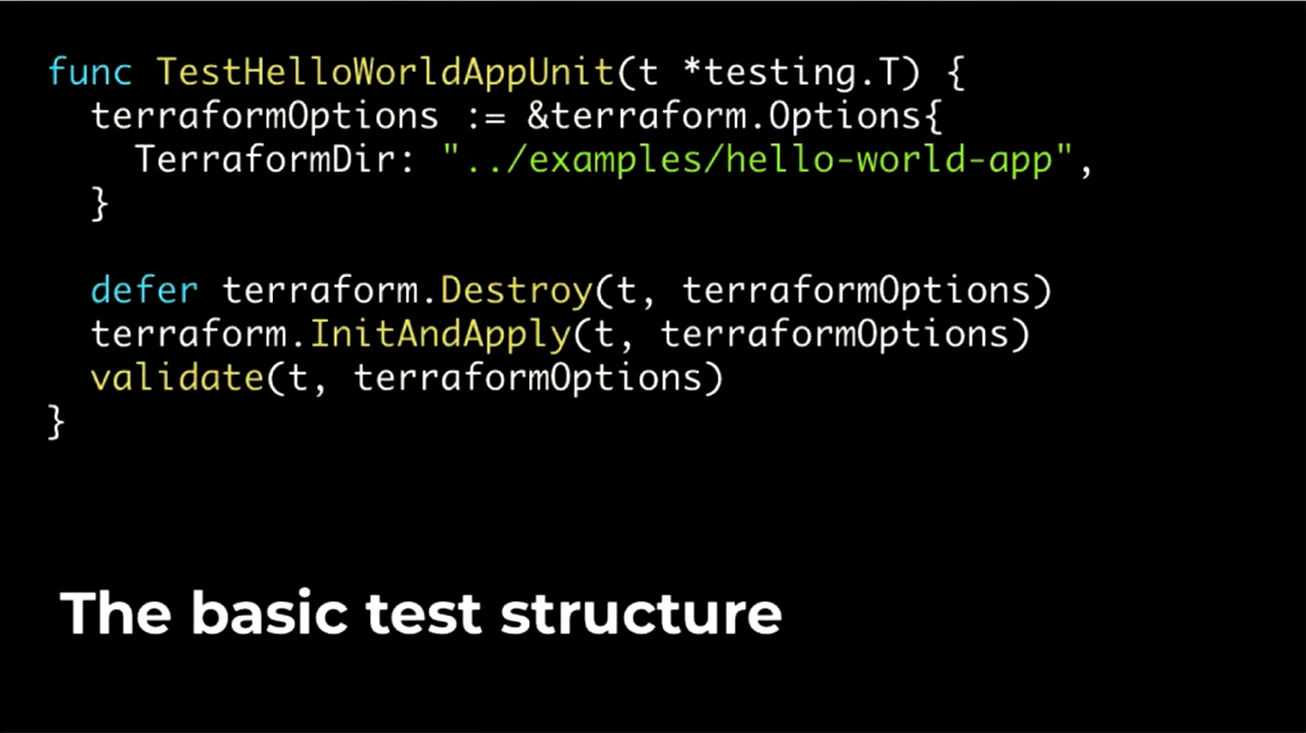 func TestHelloWorldAppUnit(t *testing.T) {
  terraformOptions := &terraform.Options{
    TerraformDir: "../examples/hello-world-app",
  }

  defer terraform.Destroy(t, terraformOptions)
  terraform.InitAndApply(t, terraformOptions)
  validate(t, terraformOptions)
}
The basic test structure